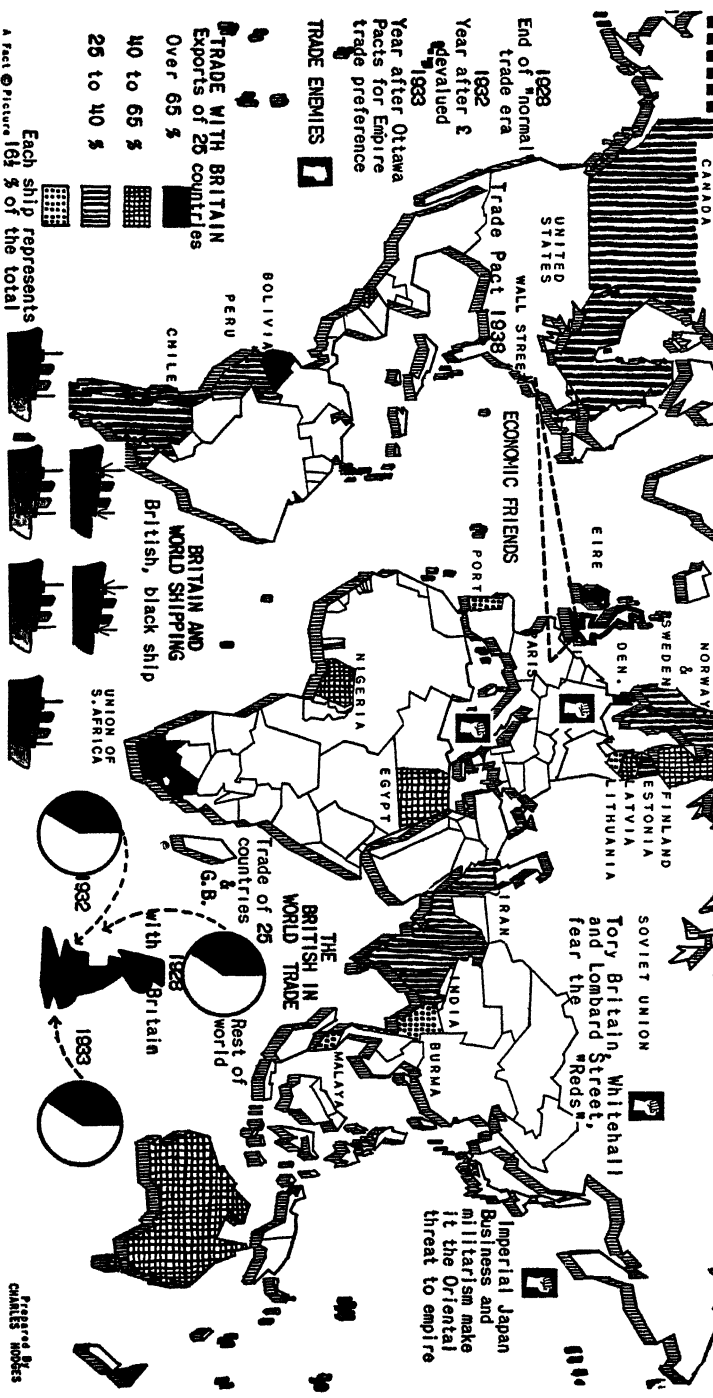 CANADA
UNITED
STATES
WALL STREET
Trade Pact 1938
1928
End of "normal
trade era
1932
Year after £
devalued
1933
Year after Ottawa
Pacts for Empire
trade preference
TRADE ENEMIES
TRADE WITH BRITAIN
Exports of 25 countries
Over 65 %
40 to 65 %
25 to 40 %
Each ship represents
16½ % of the total
A Fact @ Picture
BOLIVIA
PERU
CHILE
ECONOMIC FRIENDS
BRITAIN AND
WORLD SHIPPING
British, black ship
EIRE
PORT
PARIS
NORWAY
&
SWEDEN
DEN.
FINLAND
ESTONIA
LATVIA
LITHUANIA
NIGERIA
EGYPT
UNION OF
S.AFRICA
IRAN
INDIA
BURMA
MALAYA
SOVIET UNION
Tory Britain, Whitehall
and Lombard Street,
fear the "Reds"
Imperial Japan
Business and
militarism make
it the Oriental
threat to empire
THE
BRITISH IN
WORLD TRADE
Trade of 25
countries
&
G.B.
Rest of
world
1928
with Britain
1932
1933
Prepared By
CHARLES HODGES